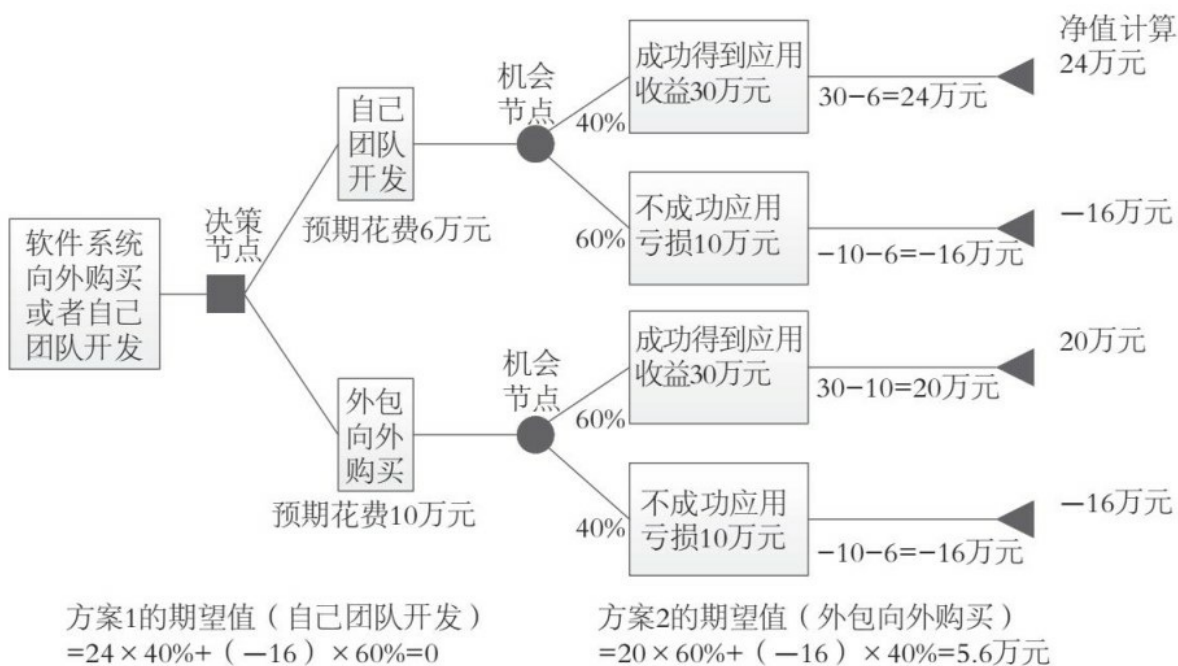 软件系统
向外购买
或者自己
团队开发
决策
节点
自己
团队
开发
预期花费6万元
机会
节点
40%
60%
成功得到应用
收益30万元
30-6=24万元
净值计算
24万元
不成功应用
亏损10万元
-10-6=-16万元
-16万元
外包
向外
购买
预期花费10万元
机会
节点
60%
40%
成功得到应用
收益30万元
30-10=20万元
20万元
不成功应用
亏损10万元
-10-6=-16万元
-16万元
方案1的期望值（自己团队开发）
=24×40%+（-16）×60%=0
方案2的期望值（外包向外购买）
=20×60%+（-16）×40%=5.6万元